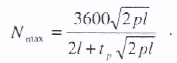 N_max = 3600√(2pl) / (2l + t_p √(2pl)) .